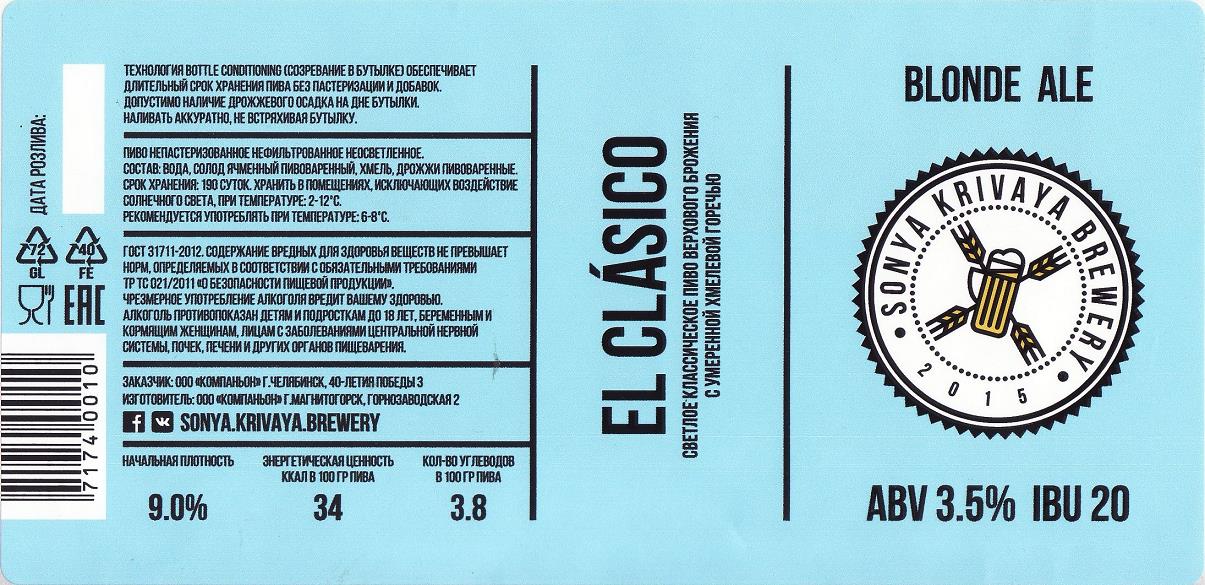 ДАТА РОЗЛИВА:
72
GL
40
FE
EAC
7174 0010
ТЕХНОЛОГИЯ BOTTLE CONDITIONING (СОЗРЕВАНИЕ В БУТЫЛКЕ) ОБЕСПЕЧИВАЕТ
ДЛИТЕЛЬНЫЙ СРОК ХРАНЕНИЯ ПИВА БЕЗ ПАСТЕРИЗАЦИИ И ДОБАВОК.
ДОПУСТИМО НАЛИЧИЕ ДРОЖЖЕВОГО ОСАДКА НА ДНЕ БУТЫЛКИ.
НАЛИВАТЬ АККУРАТНО, НЕ ВСТРЯХИВАЯ БУТЫЛКУ.
ПИВО НЕПАСТЕРИЗОВАННОЕ НЕФИЛЬТРОВАННОЕ НЕОСВЕТЛЕННОЕ.
СОСТАВ: ВОДА, СОЛОД ЯЧМЕННЫЙ ПИВОВАРЕННЫЙ, ХМЕЛЬ, ДРОЖЖИ ПИВОВАРЕННЫЕ.
СРОК ХРАНЕНИЯ: 190 СУТОК. ХРАНИТЬ В ПОМЕЩЕНИЯХ, ИСКЛЮЧАЮЩИХ ВОЗДЕЙСТВИЕ
СОЛНЕЧНОГО СВЕТА, ПРИ ТЕМПЕРАТУРЕ: 2-12°С.
РЕКОМЕНДУЕТСЯ УПОТРЕБЛЯТЬ ПРИ ТЕМПЕРАТУРЕ: 6-8°С.
ГОСТ 31711-2012. СОДЕРЖАНИЕ ВРЕДНЫХ ДЛЯ ЗДОРОВЬЯ ВЕЩЕСТВ НЕ ПРЕВЫШАЕТ
НОРМ, ОПРЕДЕЛЯЕМЫХ В СООТВЕТСТВИИ С ОБЯЗАТЕЛЬНЫМИ ТРЕБОВАНИЯМИ
ТР ТС 021/2011 «О БЕЗОПАСНОСТИ ПИЩЕВОЙ ПРОДУКЦИИ».
ЧРЕЗМЕРНОЕ УПОТРЕБЛЕНИЕ АЛКОГОЛЯ ВРЕДИТ ВАШЕМУ ЗДОРОВЬЮ.
АЛКОГОЛЬ ПРОТИВОПОКАЗАН ДЕТЯМ И ПОДРОСТКАМ ДО 18 ЛЕТ, БЕРЕМЕННЫМ И
КОРМЯЩИМ ЖЕНЩИНАМ, ЛИЦАМ С ЗАБОЛЕВАНИЯМИ ЦЕНТРАЛЬНОЙ НЕРВНОЙ
СИСТЕМЫ, ПОЧЕК, ПЕЧЕНИ И ДРУГИХ ОРГАНОВ ПИЩЕВАРЕНИЯ.
ЗАКАЗЧИК: ООО «КОМПАНЬОН» Г.ЧЕЛЯБИНСК, 40-ЛЕТИЯ ПОБЕДЫ 3
ИЗГОТОВИТЕЛЬ: ООО «КОМПАНЬОН» Г.МАГНИТОГОРСК, ГОРНОЗАВОДСКАЯ 2
SONYA.KRIVAYA.BREWERY
НАЧАЛЬНАЯ ПЛОТНОСТЬ
9.0%
ЭНЕРГЕТИЧЕСКАЯ ЦЕННОСТЬ
ККАЛ В 100 ГР ПИВА
34
КОЛ-ВО УГЛЕВОДОВ
В 100 ГР ПИВА
3.8
EL CLÁSICO
СВЕТЛОЕ КЛАССИЧЕСКОЕ ПИВО ВЕРХОВОГО БРОЖЕНИЯ
С УМЕРЕННОЙ ХМЕЛЕВОЙ ГОРЕЧЬЮ
BLONDE ALE
SONYA KRIVAYA BREWERY
2015
ABV 3.5% IBU 20